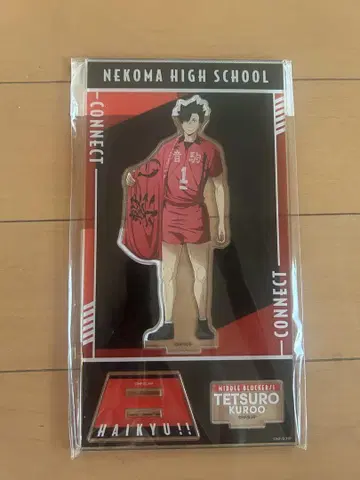 NEKOMA HIGH SCHOOL
CONNECT
音駒
1
CONNECT
MIDDLE BLOCKER/1
TETSURO
KUROO
HAIKYU!!